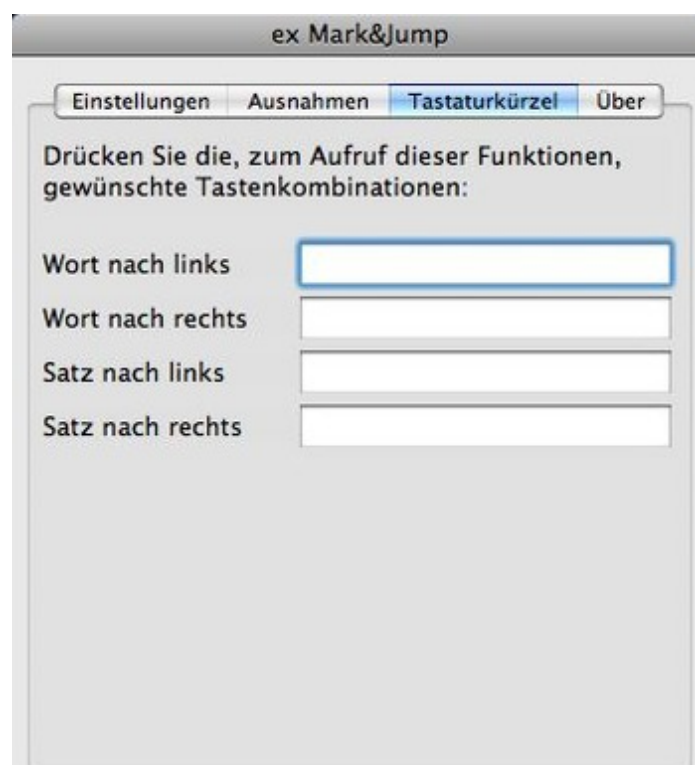 ex Mark&Jump
Einstellungen Ausnahmen Tastaturkürzel Über
Drücken Sie die, zum Aufruf dieser Funktionen,
gewünschte Tastenkombinationen:
Wort nach links
Wort nach rechts
Satz nach links
Satz nach rechts